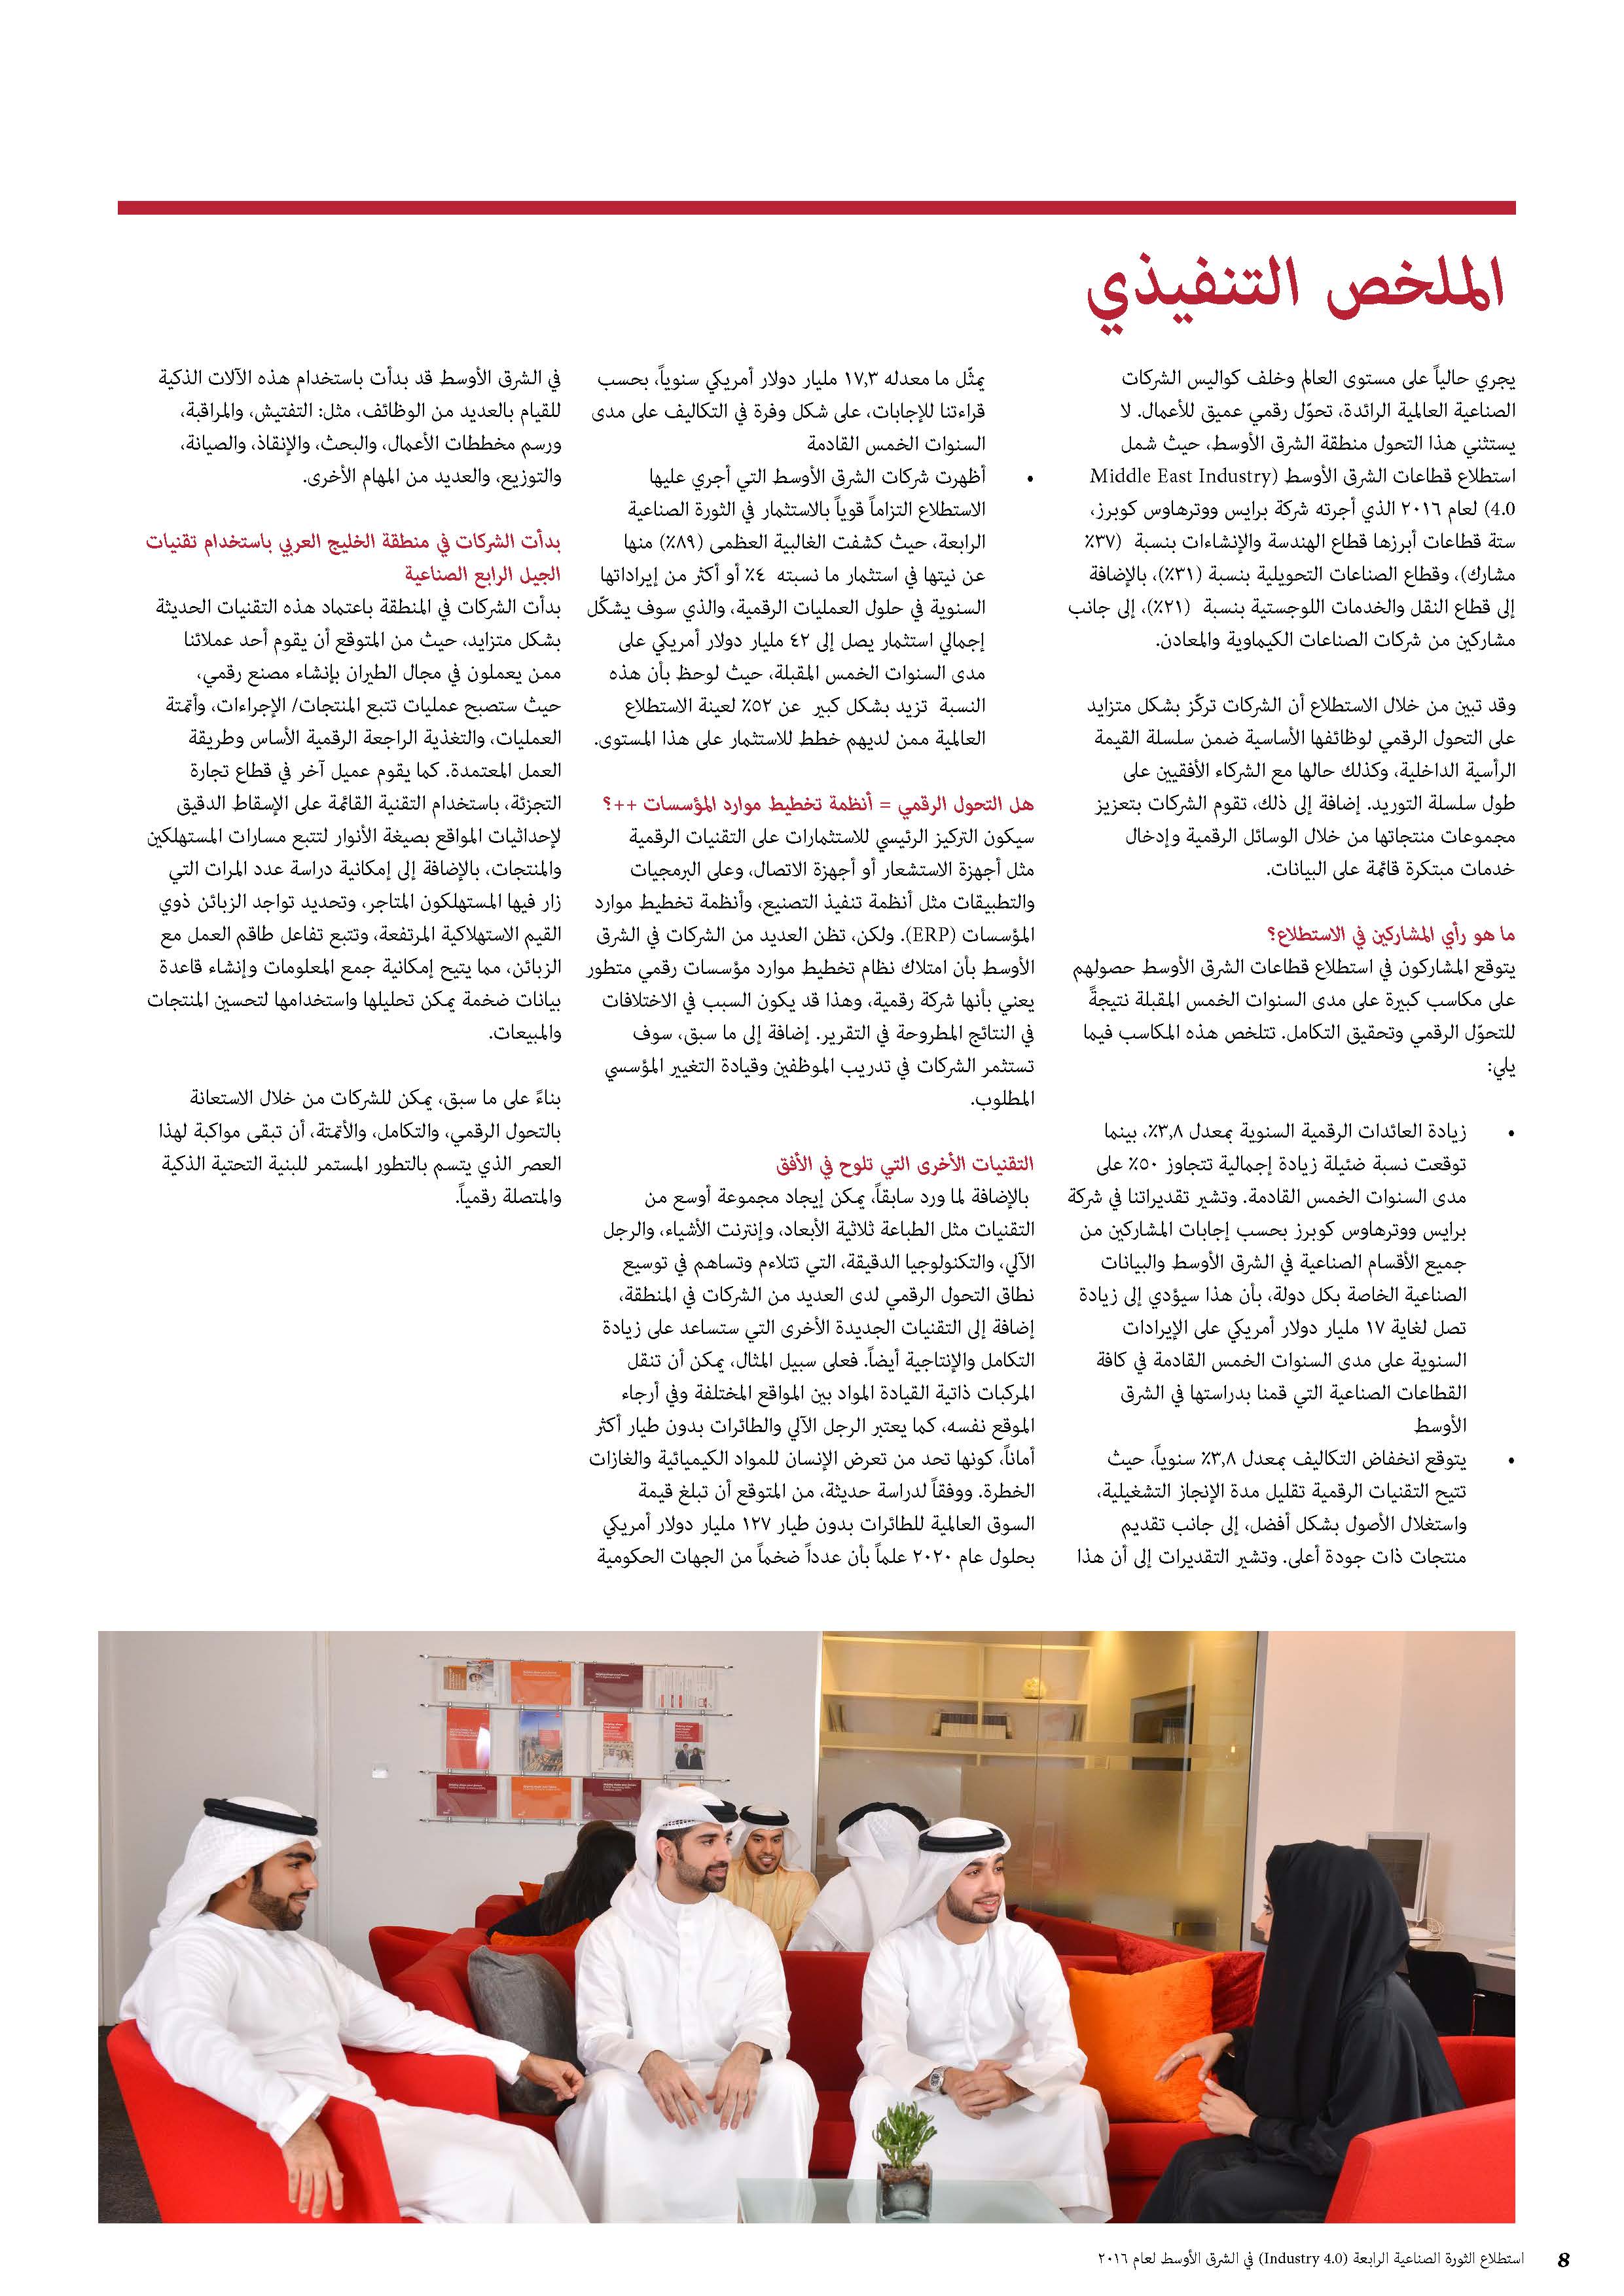 الملخص التنفيذي
يجري حالياً على مستوى العالم وخلف كواليس الشركات
الصناعية العالمية الرائدة، تحوّل رقمي عميق للأعمال. لا
يستثني هذا التحول منطقة الشرق الأوسط، حيث شمل
استطلاع قطاعات الشرق الأوسط (Middle East Industry
4.0) لعام ٢٠١٦ الذي أجرته شركة برايس ووترهاوس كوبرز،
ستة قطاعات أبرزها قطاع الهندسة والإنشاءات بنسبة (٣٧٪
مشارك)، وقطاع الصناعات التحويلية بنسبة (٣١٪)، بالإضافة
إلى قطاع النقل والخدمات اللوجستية بنسبة (٢١٪)، إلى جانب
مشاركين من شركات الصناعات الكيماوية والمعادن.
وقد تبين من خلال الاستطلاع أن الشركات تركّز بشكل متزايد
على التحول الرقمي لوظائفها الأساسية ضمن سلسلة القيمة
الرأسية الداخلية، وكذلك حالها مع الشركاء الأفقيين على
طول سلسلة التوريد. إضافة إلى ذلك، تقوم الشركات بتعزيز
مجموعات منتجاتها من خلال الوسائل الرقمية وإدخال
خدمات مبتكرة قائمة على البيانات.
ما هو رأي المشاركين في الاستطلاع؟
يتوقع المشاركون في استطلاع قطاعات الشرق الأوسط حصولهم
على مكاسب كبيرة على مدى السنوات الخمس المقبلة نتيجةً
للتحوّل الرقمي وتحقيق التكامل. تتلخص هذه المكاسب فيما
يلي:
• زيادة العائدات الرقمية السنوية بمعدل ٣,٨٪، بينما
توقعت نسبة ضئيلة زيادة إجمالية تتجاوز ٥٠٪ على
مدى السنوات الخمس القادمة. وتشير تقديراتنا في شركة
برايس ووترهاوس كوبرز بحسب إجابات المشاركين من
جميع الأقسام الصناعية في الشرق الأوسط والبيانات
الصناعية الخاصة بكل دولة، بأن هذا سيؤدي إلى زيادة
تصل لغاية ١٧ مليار دولار أمريكي على الإيرادات
السنوية على مدى السنوات الخمس القادمة في كافة
القطاعات الصناعية التي قمنا بدراستها في الشرق
الأوسط
• يتوقع انخفاض التكاليف بمعدل ٣,٨٪ سنوياً، حيث
تتيح التقنيات الرقمية تقليل مدة الإنجاز التشغيلية،
واستغلال الأصول بشكل أفضل، إلى جانب تقديم
منتجات ذات جودة أعلى. وتشير التقديرات إلى أن هذا
يمثّل ما معدله ١٧,٣ مليار دولار أمريكي سنوياً، بحسب
قراءتنا للإجابات، على شكل وفرة في التكاليف على مدى
السنوات الخمس القادمة
• أظهرت شركات الشرق الأوسط التي أجري عليها
الاستطلاع التزاماً قوياً بالاستثمار في الثورة الصناعية
الرابعة، حيث كشفت الغالبية العظمى (٨٩٪) منها
عن نيتها في استثمار ما نسبته ٤٪ أو أكثر من إيراداتها
السنوية في حلول العمليات الرقمية، والذي سوف يشكّل
إجمالي استثمار يصل إلى ٤٢ مليار دولار أمريكي على
مدى السنوات الخمس المقبلة، حيث لوحظ بأن هذه
النسبة تزيد بشكل كبير عن ٥٢٪ لعينة الاستطلاع
العالمية ممن لديهم خطط للاستثمار على هذا المستوى.
هل التحول الرقمي = أنظمة تخطيط موارد المؤسسات ++؟
سيكون التركيز الرئيسي للاستثمارات على التقنيات الرقمية
مثل أجهزة الاستشعار أو أجهزة الاتصال، وعلى البرمجيات
والتطبيقات مثل أنظمة تنفيذ التصنيع، وأنظمة تخطيط موارد
المؤسسات (ERP). ولكن، تظن العديد من الشركات في الشرق
الأوسط بأن امتلاك نظام تخطيط موارد مؤسسات رقمي متطور
يعني بأنها شركة رقمية، وهذا قد يكون السبب في الاختلافات
في النتائج المطروحة في التقرير. إضافة إلى ما سبق، سوف
تستثمر الشركات في تدريب الموظفين وقيادة التغيير المؤسسي
المطلوب.
التقنيات الأخرى التي تلوح في الأفق
بالإضافة لما ورد سابقاً، يمكن إيجاد مجموعة أوسع من
التقنيات مثل الطباعة ثلاثية الأبعاد، وإنترنت الأشياء، والرجل
الآلي، والتكنولوجيا الدقيقة، التي تتلاءم وتساهم في توسيع
نطاق التحول الرقمي لدى العديد من الشركات في المنطقة،
إضافة إلى التقنيات الجديدة الأخرى التي ستساعد على زيادة
التكامل والإنتاجية أيضاً. فعلى سبيل المثال، يمكن أن تنقل
المركبات ذاتية القيادة المواد بين المواقع المختلفة وفي أرجاء
الموقع نفسه، كما يعتبر الرجل الآلي والطائرات بدون طيار أكثر
أماناً، كونها تحد من تعرض الإنسان للمواد الكيميائية والغازات
الخطرة. ووفقاً لدراسة حديثة، من المتوقع أن تبلغ قيمة
السوق العالمية للطائرات بدون طيار ١٢٧ مليار دولار أمريكي
بحلول عام ٢٠٢٠ علماً بأن عدداً ضخماً من الجهات الحكومية
في الشرق الأوسط قد بدأت باستخدام هذه الآلات الذكية
للقيام بالعديد من الوظائف، مثل: التفتيش، والمراقبة،
ورسم مخططات الأعمال، والبحث، والإنقاذ، والصيانة،
والتوزيع، والعديد من المهام الأخرى.
بدأت الشركات في منطقة الخليج العربي باستخدام تقنيات
الجيل الرابع الصناعية
بدأت الشركات في المنطقة باعتماد هذه التقنيات الحديثة
بشكل متزايد، حيث من المتوقع أن يقوم أحد عملائنا
ممن يعملون في مجال الطيران بإنشاء مصنع رقمي،
حيث ستصبح عمليات تتبع المنتجات/ الإجراءات، وأتمتة
العمليات، والتغذية الراجعة الرقمية الأساس وطريقة
العمل المعتمدة. كما يقوم عميل آخر في قطاع تجارة
التجزئة، باستخدام التقنية القائمة على الإسقاط الدقيق
لإحداثيات المواقع بصيغة الأنوار لتتبع مسارات المستهلكين
والمنتجات، بالإضافة إلى إمكانية دراسة عدد المرات التي
زار فيها المستهلكون المتاجر، وتحديد تواجد الزبائن ذوي
القيم الاستهلاكية المرتفعة، وتتبع تفاعل طاقم العمل مع
الزبائن، مما يتيح إمكانية جمع المعلومات وإنشاء قاعدة
بيانات ضخمة يمكن تحليلها واستخدامها لتحسين المنتجات
والمبيعات.
بناءً على ما سبق، يمكن للشركات من خلال الاستعانة
بالتحول الرقمي، والتكامل، والأتمتة، أن تبقى مواكبة لهذا
العصر الذي يتسم بالتطور المستمر للبنية التحتية الذكية
والمتصلة رقمياً.
8 استطلاع الثورة الصناعية الرابعة (Industry 4.0) في الشرق الأوسط لعام ٢٠١٦